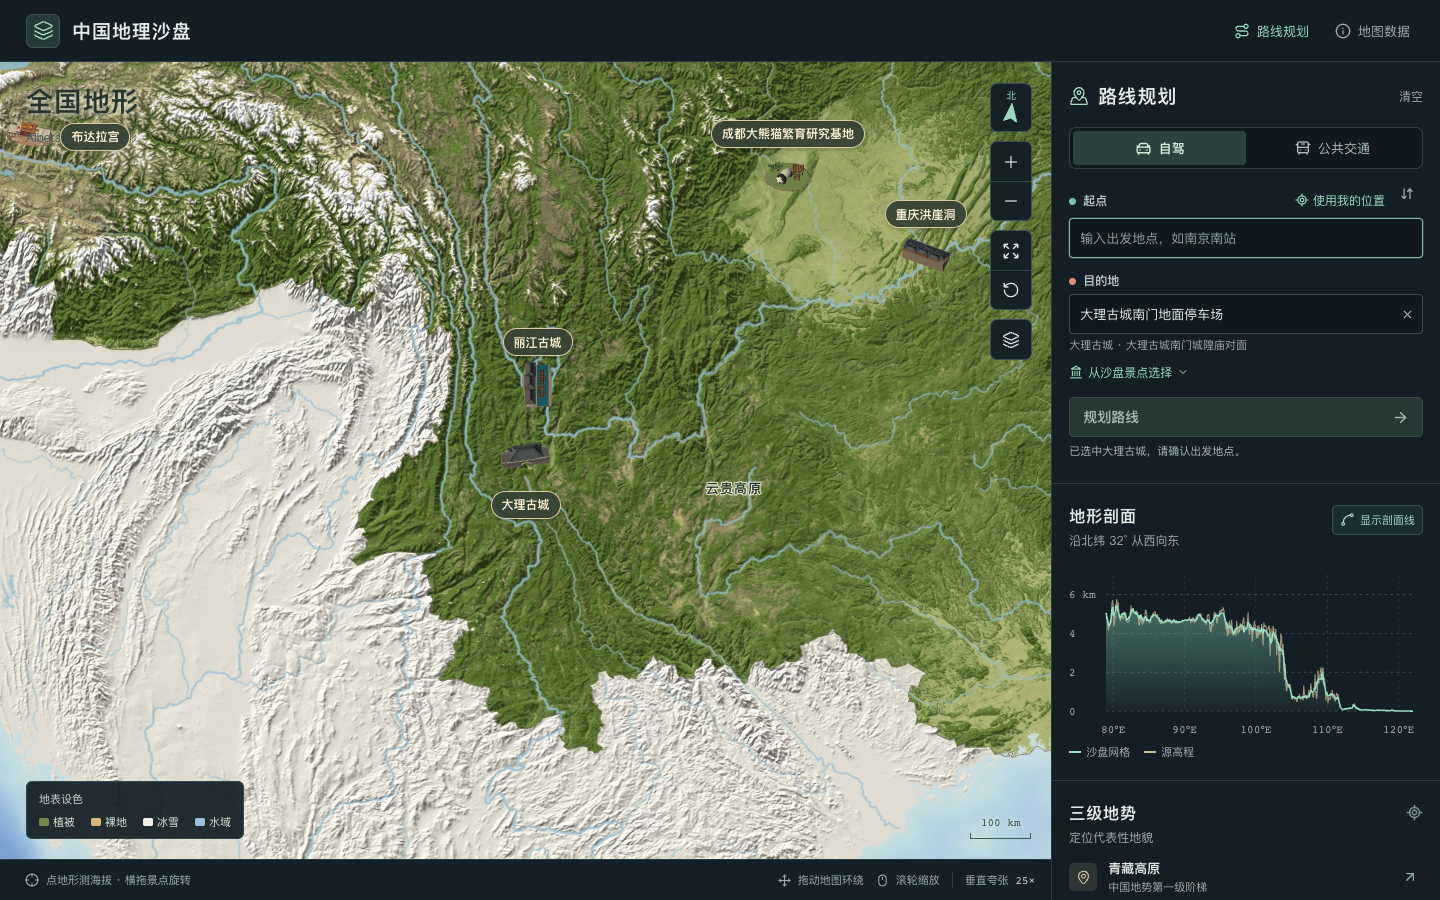 中国地理沙盘
路线规划
地图数据
全国地形
布达拉宫
成都大熊猫繁育研究基地
重庆洪崖洞
丽江古城
大理古城
云贵高原
北
地表设色
植被
裸地
冰雪
水域
100 km
点地形测海拔 · 横拖景点旋转
拖动地图环绕
滚轮缩放
垂直夸张 25×
路线规划
清空
自驾
公共交通
起点
使用我的位置
输入出发地点，如南京南站
目的地
大理古城南门地面停车场
大理古城 · 大理古城南门城隍庙对面
从沙盘景点选择
规划路线
已选中大理古城，请确认出发地点。
地形剖面
显示剖面线
沿北纬 32° 从西向东
6 km
4
2
0
80°E 90°E 100°E 110°E 120°E
沙盘网格
源高程
三级地势
定位代表性地貌
青藏高原
中国地势第一级阶梯